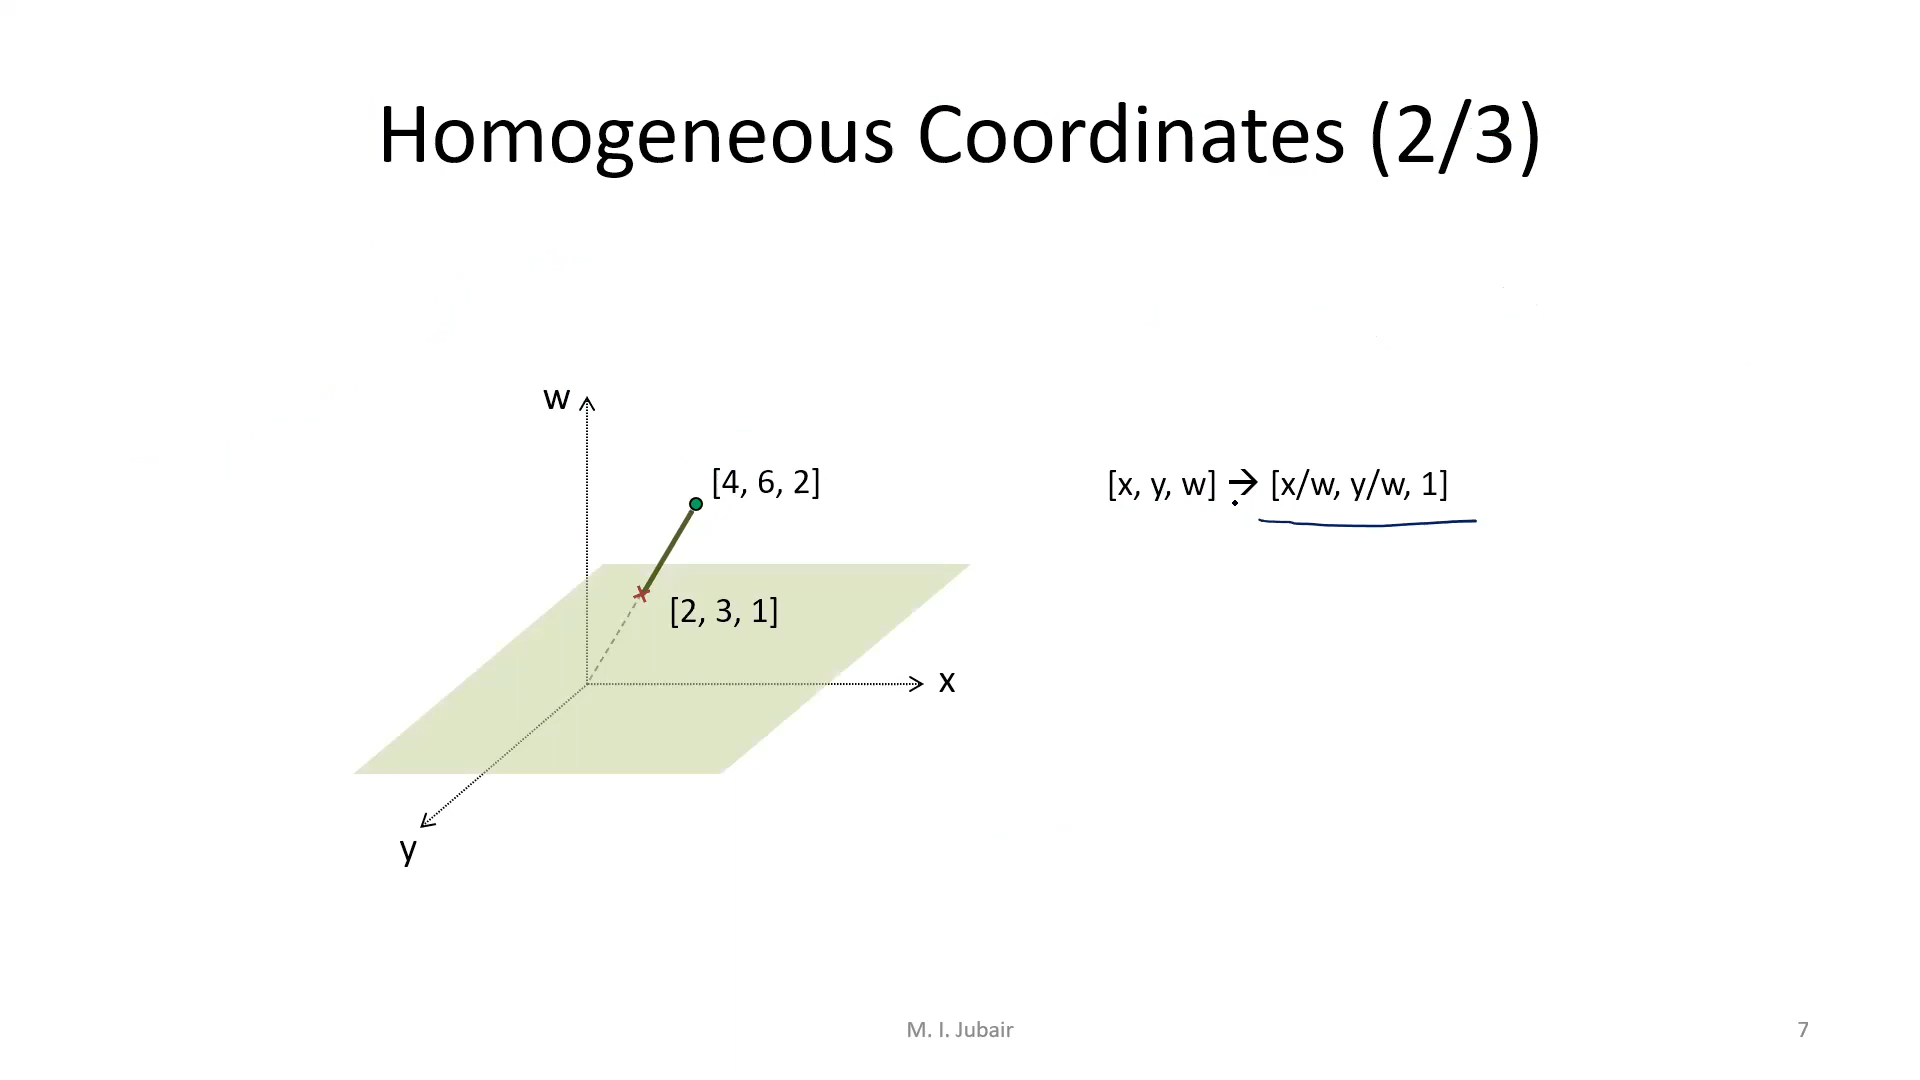 Homogeneous Coordinates (2/3)
w
[4, 6, 2]
[x, y, w] → [x/w, y/w, 1]
[2, 3, 1]
x
y
M. I. Jubair
7